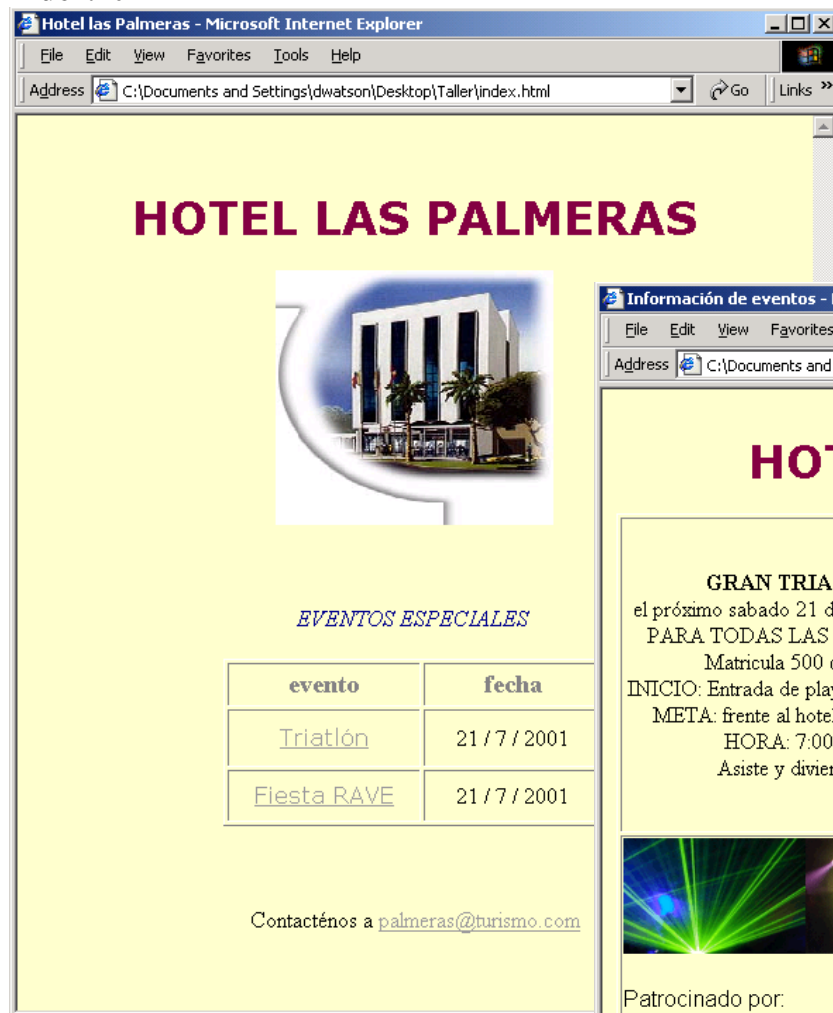 Hotel las Palmeras - Microsoft Internet Explorer
File Edit View Favorites Tools Help
Address C:\Documents and Settings\dwatson\Desktop\Taller\index.html Go Links »
HOTEL LAS PALMERAS
EVENTOS ESPECIALES
evento fecha
Triatlón 21 / 7 / 2001
Fiesta RAVE 21 / 7 / 2001
Contacténos a palmeras@turismo.com
Información de eventos -
File Edit View Favorites
Address C:\Documents and
HOT
GRAN TRIA
el próximo sabado 21 d
PARA TODAS LAS
Matricula 500
INICIO: Entrada de play
META: frente al hotel
HORA: 7:00
Asiste y divier
Patrocinado por: